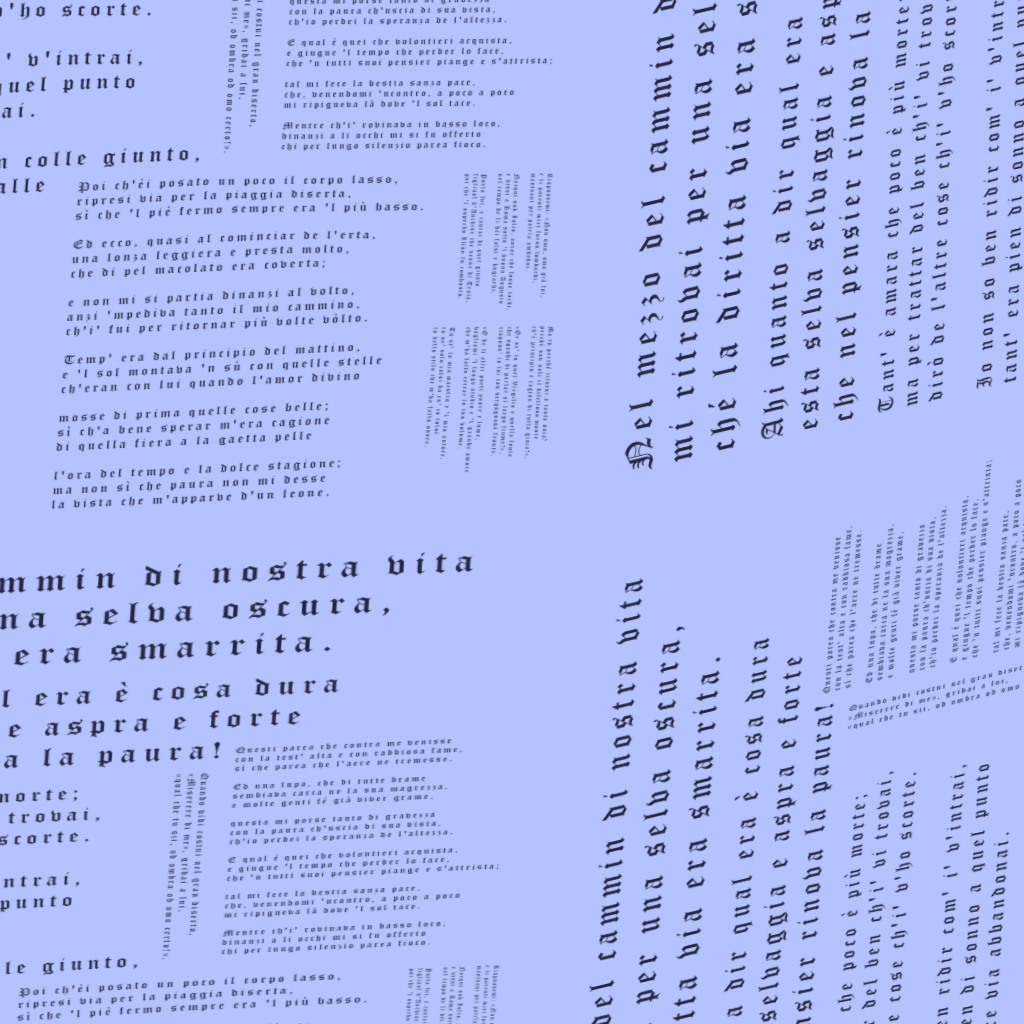 'ho scorte.
' v'intrai,
quel punto
ai.
n colle giunto,
alle
costui nel gran diserto,
di me», gridai a lui,
sii, od ombra od omo certo!».
questa mi porse tanto di gravezza
con la paura ch'uscia di sua vista,
ch'io perdei la speranza de l'altezza.
E qual è quei che volontieri acquista,
e giugne 'l tempo che perder lo face,
che 'n tutti suoi pensier piange e s'attrista;
tal mi fece la bestia sanza pace,
che, venendomi 'ncontro, a poco a poco
mi ripigneva là dove 'l sol tace.
Mentre ch'i' rovinava in basso loco,
dinanzi a li occhi mi si fu offerto
chi per lungo silenzio parea fioco.
Poi ch'èi posato un poco il corpo lasso,
ripresi via per la piaggia diserta,
sì che 'l piè fermo sempre era 'l più basso.
Ed ecco, quasi al cominciar de l'erta,
una lonza leggiera e presta molto,
che di pel macolato era coverta;
e non mi si partia dinanzi al volto,
anzi 'mpediva tanto il mio cammino,
ch'i' fui per ritornar più volte vòlto.
Temp' era dal principio del mattino,
e 'l sol montava 'n sù con quelle stelle
ch'eran con lui quando l'amor divino
mosse di prima quelle cose belle;
sì ch'a bene sperar m'era cagione
di quella fiera a la gaetta pelle
l'ora del tempo e la dolce stagione;
ma non sì che paura non mi desse
la vista che m'apparve d'un leone.
Nel mezzo del cammin d
mi ritrovai per una sel
ché la diritta via era s
Ahi quanto a dir qual era
esta selva selvaggia e asp
che nel pensier rinova la
Tant' è amara che poco è più morte
ma per trattar del ben ch'i' vi trov
dirò de l'altre cose ch'i' v'ho scor
Io non so ben ridir com' i' v'intr
tant' era pien di sonno a quel
mmin di nostra vita
na selva oscura,
era smarrita.
l era è cosa dura
e aspra e forte
a la paura!
morte;
trovai,
scorte.
ntrai,
punto
le giunto,
Quando vidi costui nel gran diserto,
«Miserere di me», gridai a lui,
«qual che tu sii, od ombra od omo certo!».
Questi parea che contra me venisse
con la test' alta e con rabbiosa fame,
sì che parea che l'aere ne tremesse.
Ed una lupa, che di tutte brame
sembiava carca ne la sua magrezza,
e molte genti fé già viver grame,
questa mi porse tanto di gravezza
con la paura ch'uscia di sua vista,
ch'io perdei la speranza de l'altezza.
E qual è quei che volontieri acquista,
e giugne 'l tempo che perder lo face,
che 'n tutti suoi pensier piange e s'attrista;
tal mi fece la bestia sanza pace,
che, venendomi 'ncontro, a poco a poco
mi ripigneva là dove 'l sol tace.
Mentre ch'i' rovinava in basso loco,
dinanzi a li occhi mi si fu offerto
chi per lungo silenzio parea fioco.
Poi ch'èi posato un poco il corpo lasso,
ripresi via per la piaggia diserta,
sì che 'l piè fermo sempre era 'l più basso.
del cammin di nostra vita
per una selva oscura,
tta via era smarrita.
a dir qual era è cosa dura
selvaggia e aspra e forte
nsier rinova la paura!
che poco è più morte;
del ben ch'i' vi trovai,
cose ch'i' v'ho scorte.
n ridir com' i' v'intrai,
en di sonno a quel punto
e via abbandonai.
Questi parea che contra me venisse
con la test' alta e con rabbiosa fame,
sì che parea che l'aere ne tremesse.
Ed una lupa, che di tutte brame
sembiava carca ne la sua magrezza,
e molte genti fé già viver grame,
questa mi porse tanto di gravezza
con la paura ch'uscia di sua vista,
ch'io perdei la speranza de l'altezza.
E qual è quei che volontieri acquista,
e giugne 'l tempo che perder lo face,
che 'n tutti suoi pensier piange e s'attrista;
tal mi fece la bestia sanza pace,
che, venendomi 'ncontro, a poco a poco
Quando vidi costui nel gran diser
«Miserere di me», gridai a lui,
«qual che tu sii, od ombra od omo